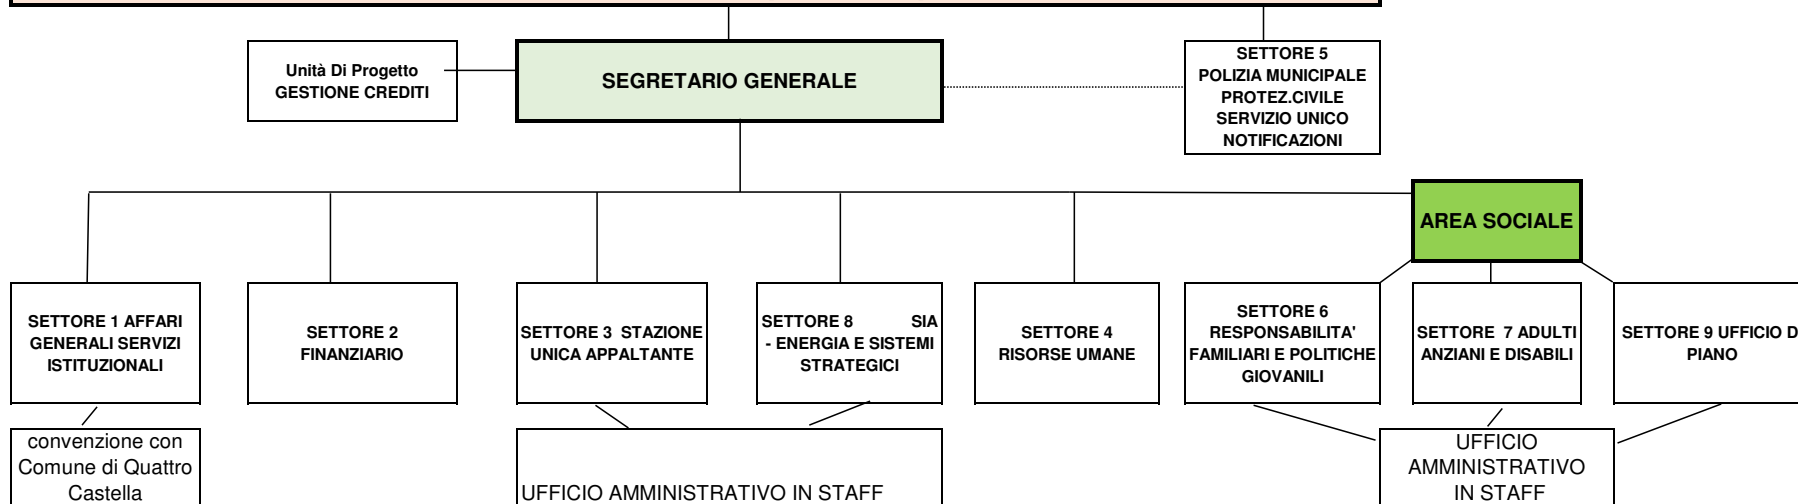 Unità Di Progetto
GESTIONE CREDITI
SEGRETARIO GENERALE
SETTORE 5
POLIZIA MUNICIPALE
PROTEZ.CIVILE
SERVIZIO UNICO
NOTIFICAZIONI
AREA SOCIALE
SETTORE 1 AFFARI
GENERALI SERVIZI
ISTITUZIONALI
SETTORE 2
FINANZIARIO
SETTORE 3 STAZIONE
UNICA APPALTANTE
SETTORE 8 SIA
- ENERGIA E SISTEMI
STRATEGICI
SETTORE 4
RISORSE UMANE
SETTORE 6
RESPONSABILITA'
FAMILIARI E POLITICHE
GIOVANILI
SETTORE 7 ADULTI
ANZIANI E DISABILI
SETTORE 9 UFFICIO D
PIANO
convenzione con
Comune di Quattro
Castella
UFFICIO AMMINISTRATIVO IN STAFF
UFFICIO
AMMINISTRATIVO
IN STAFF